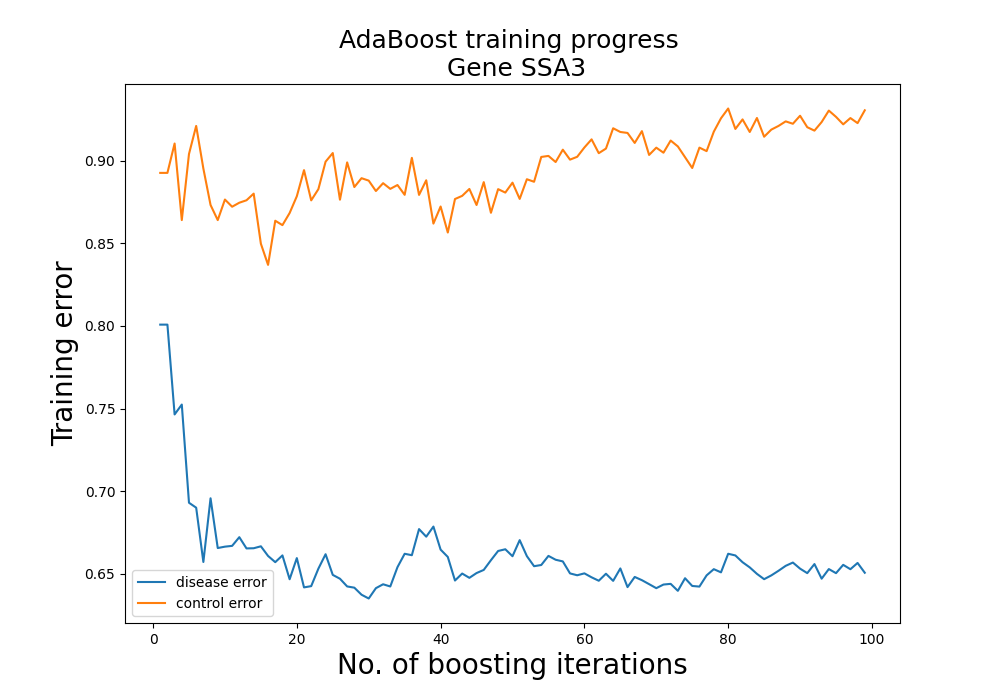 AdaBoost training progress
Gene SSA3
Training error
0.90
0.85
0.80
0.75
0.70
0.65
disease error
control error
0 20 40 60 80 100
No. of boosting iterations